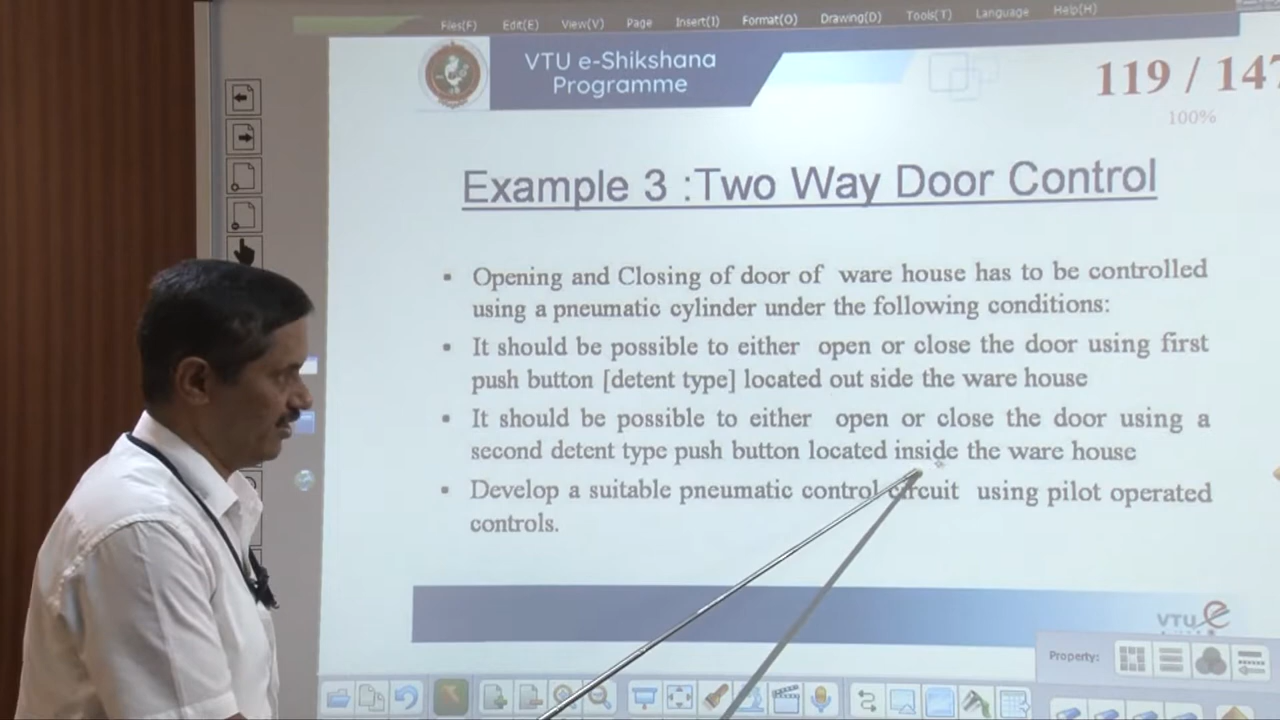 Files(F) Edit(E) View(V) Page Insert(I) Format(O) Drawing(D) Tools(T) Language Help(H)
VTU e-Shikshana
Programme
119 / 147
100%
Example 3 :Two Way Door Control
Opening and Closing of door of ware house has to be controlled
using a pneumatic cylinder under the following conditions:
It should be possible to either open or close the door using first
push button [detent type] located out side the ware house
It should be possible to either open or close the door using a
second detent type push button located inside the ware house
Develop a suitable pneumatic control circuit using pilot operated
controls.
VTU e
Property: